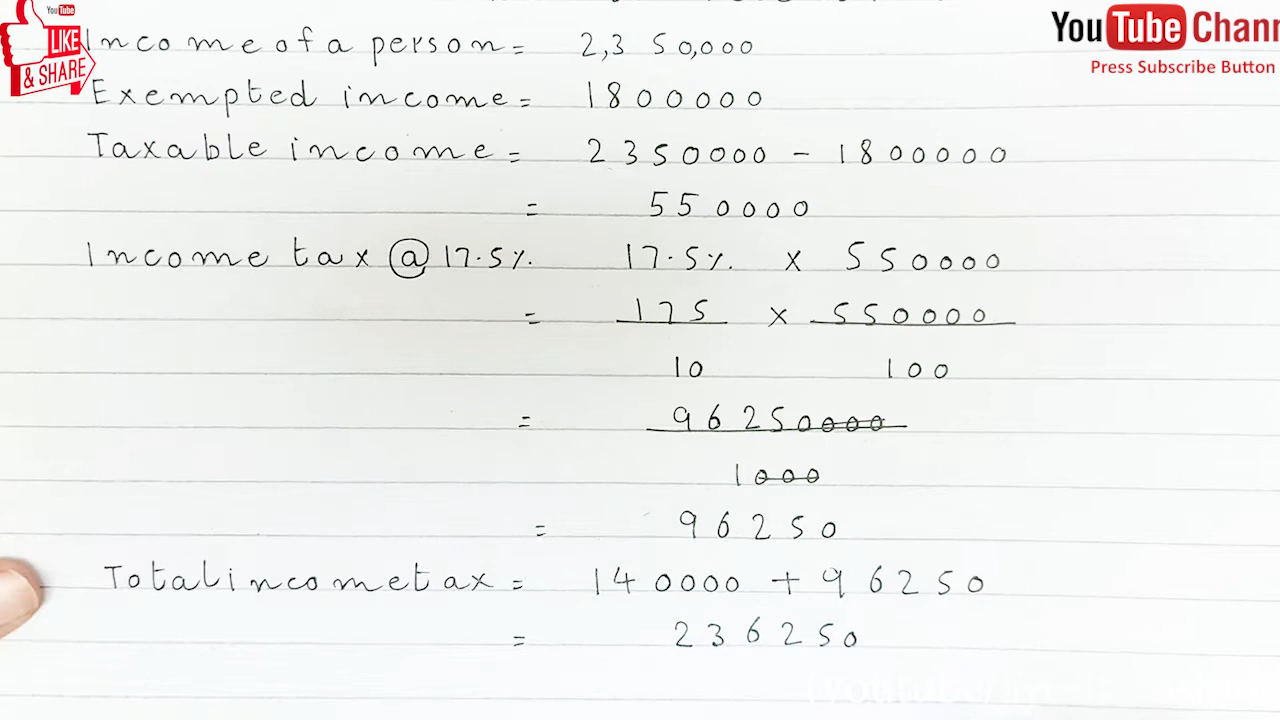 YouTube
LIKE
& SHARE
YouTube Chann
Press Subscribe Button
Income of a person = 2,350,000
Exempted income = 1800000
Taxable income = 2350000 - 1800000
= 550000
Income tax @ 17.5% 17.5% x 550000
= 175 x 550000
10 100
= 96250000
1000
= 96250
Total income tax = 140000 + 96250
= 236250